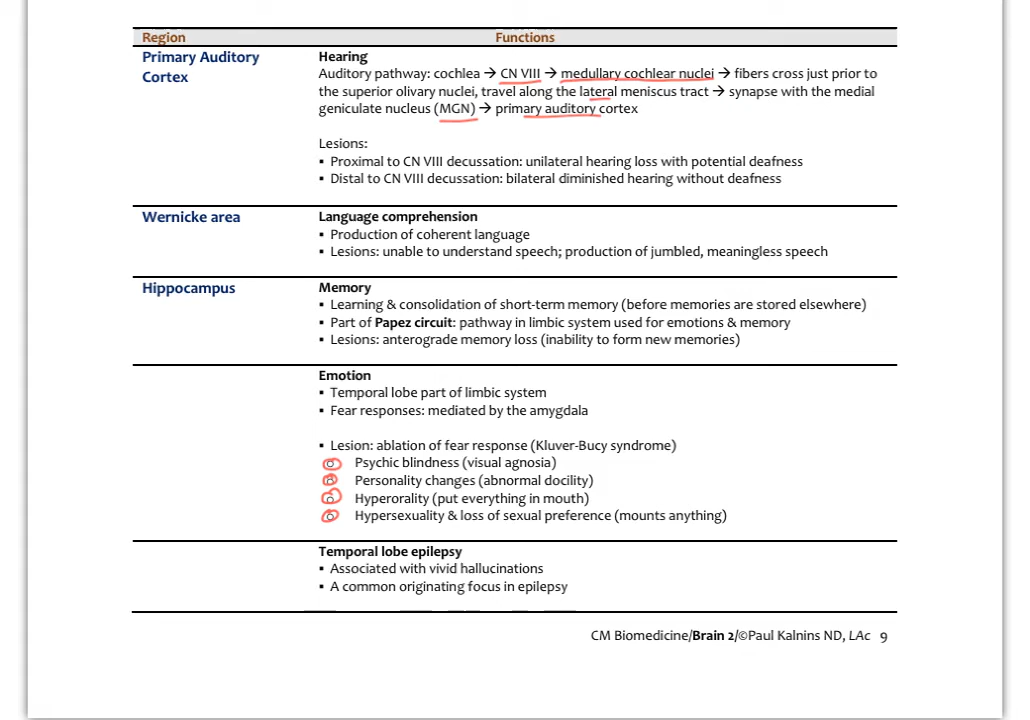 Region Functions
Primary Auditory Cortex
Hearing
Auditory pathway: cochlea → CN VIII → medullary cochlear nuclei → fibers cross just prior to
the superior olivary nuclei, travel along the lateral meniscus tract → synapse with the medial
geniculate nucleus (MGN) → primary auditory cortex
Lesions:
▪ Proximal to CN VIII decussation: unilateral hearing loss with potential deafness
▪ Distal to CN VIII decussation: bilateral diminished hearing without deafness
Wernicke area
Language comprehension
▪ Production of coherent language
▪ Lesions: unable to understand speech; production of jumbled, meaningless speech
Hippocampus
Memory
▪ Learning & consolidation of short-term memory (before memories are stored elsewhere)
▪ Part of Papez circuit: pathway in limbic system used for emotions & memory
▪ Lesions: anterograde memory loss (inability to form new memories)
Emotion
▪ Temporal lobe part of limbic system
▪ Fear responses: mediated by the amygdala
▪ Lesion: ablation of fear response (Kluver-Bucy syndrome)
o Psychic blindness (visual agnosia)
o Personality changes (abnormal docility)
o Hyperorality (put everything in mouth)
o Hypersexuality & loss of sexual preference (mounts anything)
Temporal lobe epilepsy
▪ Associated with vivid hallucinations
▪ A common originating focus in epilepsy
CM Biomedicine/Brain 2/©Paul Kalnins ND, LAc 9